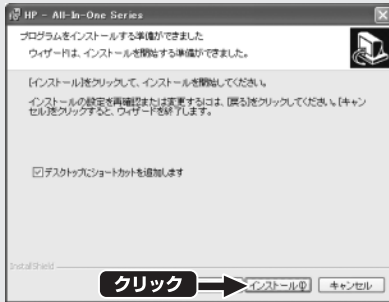 HP - All-In-One Series
プログラムをインストールする準備ができました
ウィザードは、インストールを開始する準備ができました。
[インストール]をクリックして、インストールを開始してください。
インストールの設定を再確認または変更するには、[戻る]をクリックしてください。[キャン
セル]をクリックすると、ウィザードを終了します。
デスクトップにショートカットを追加します
InstallShield
クリック
インストール(I)
キャンセル